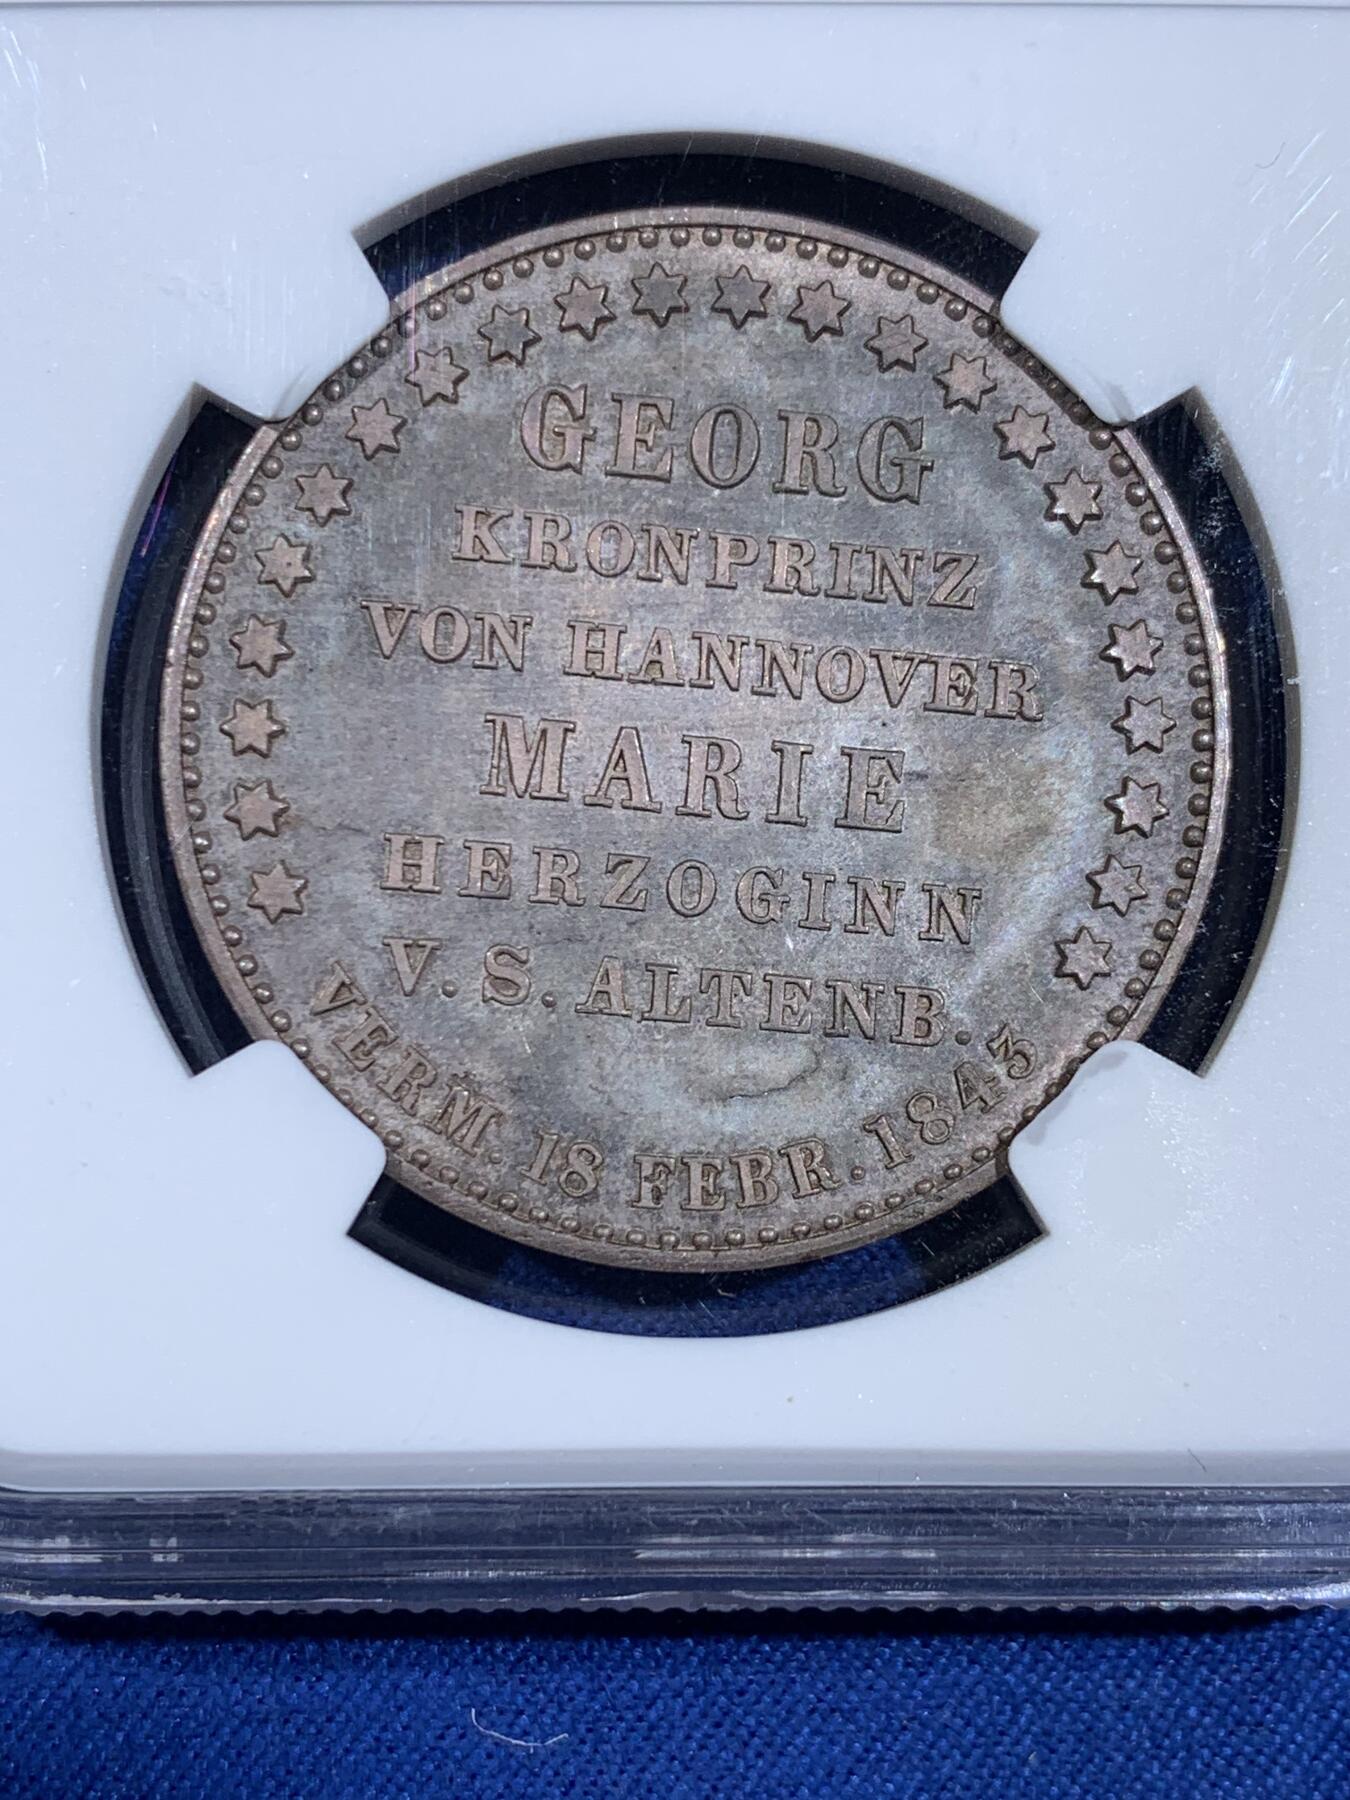 GEORG
KRONPRINZ
VON HANNOVER
MARIE
HERZOGINN
V. S. ALTENB.
VERM. 18 FEBR. 1843